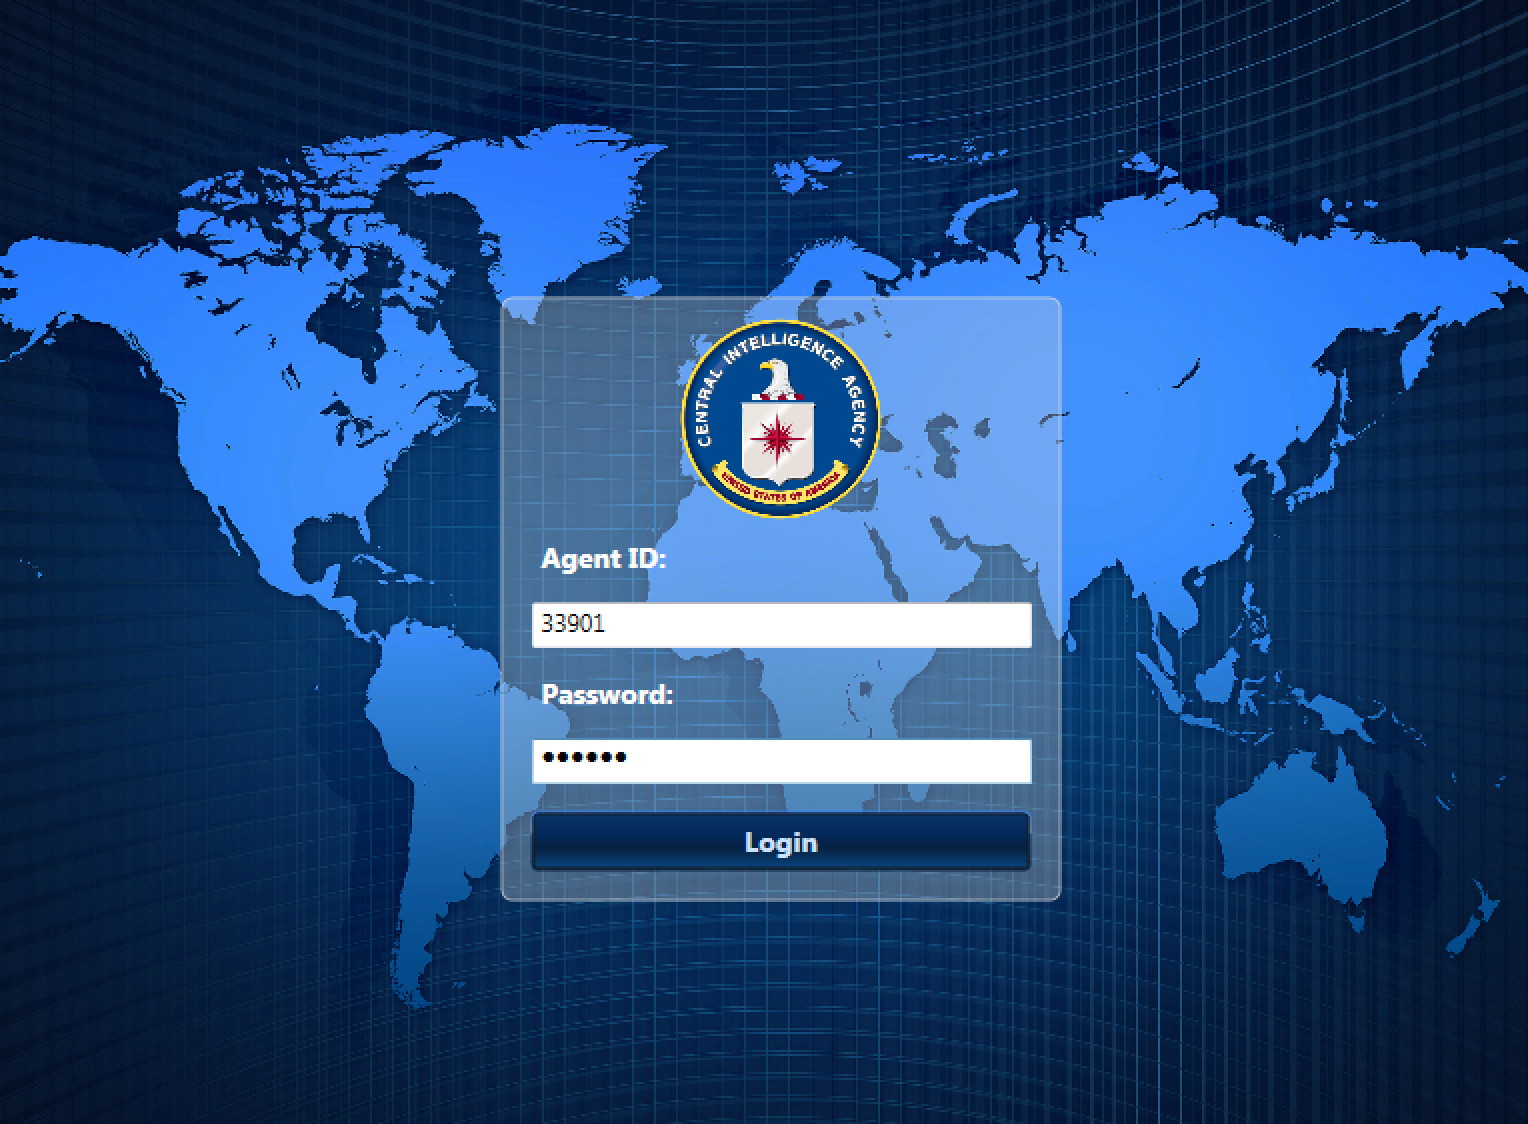 CENTRAL INTELLIGENCE AGENCY
UNITED STATES OF AMERICA
Agent ID:
33901
Password:
••••••
Login